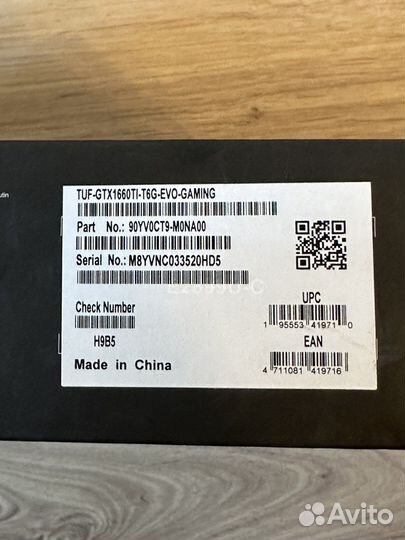 TUF-GTX1660TI-T6G-EVO-GAMING
Part No.: 90YV0CT9-M0NA00
Serial No.: M8YVNC033520HD5
Check Number
H9B5
Made in China
UPC
1 95553 41971 0
EAN
4 711081 419716
Avito